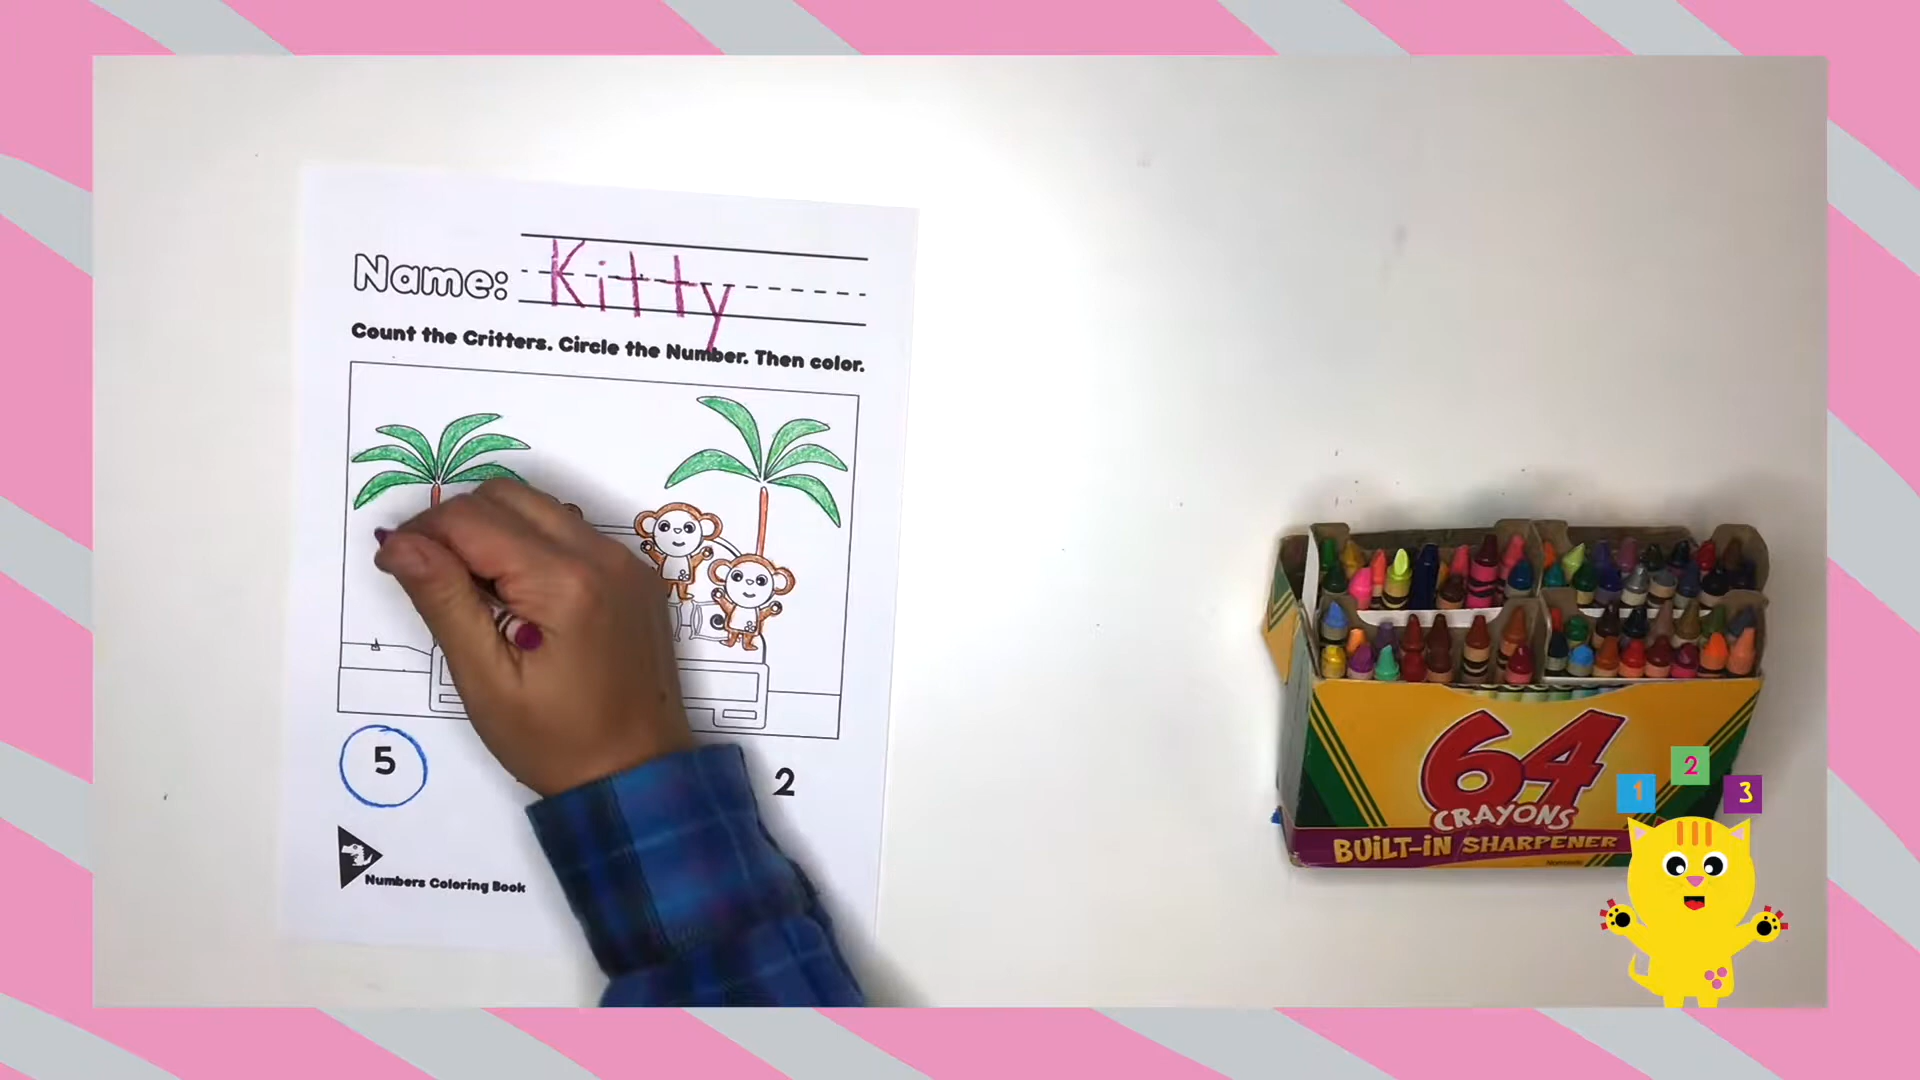 Name: Kitty
Count the Critters. Circle the Number. Then color.
5
2
Numbers Coloring Book
64
CRAYONS
BUILT-IN SHARPENER
1
2
3